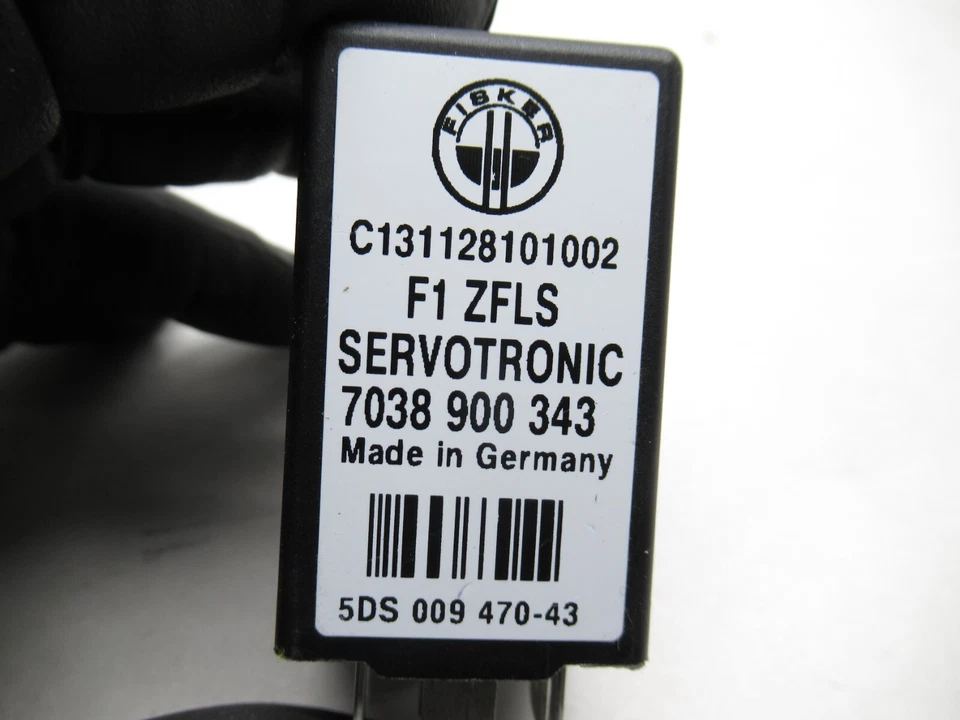 FISKER
C131128101002
F1 ZFLS
SERVOTRONIC
7038 900 343
Made in Germany
5DS 009 470-43